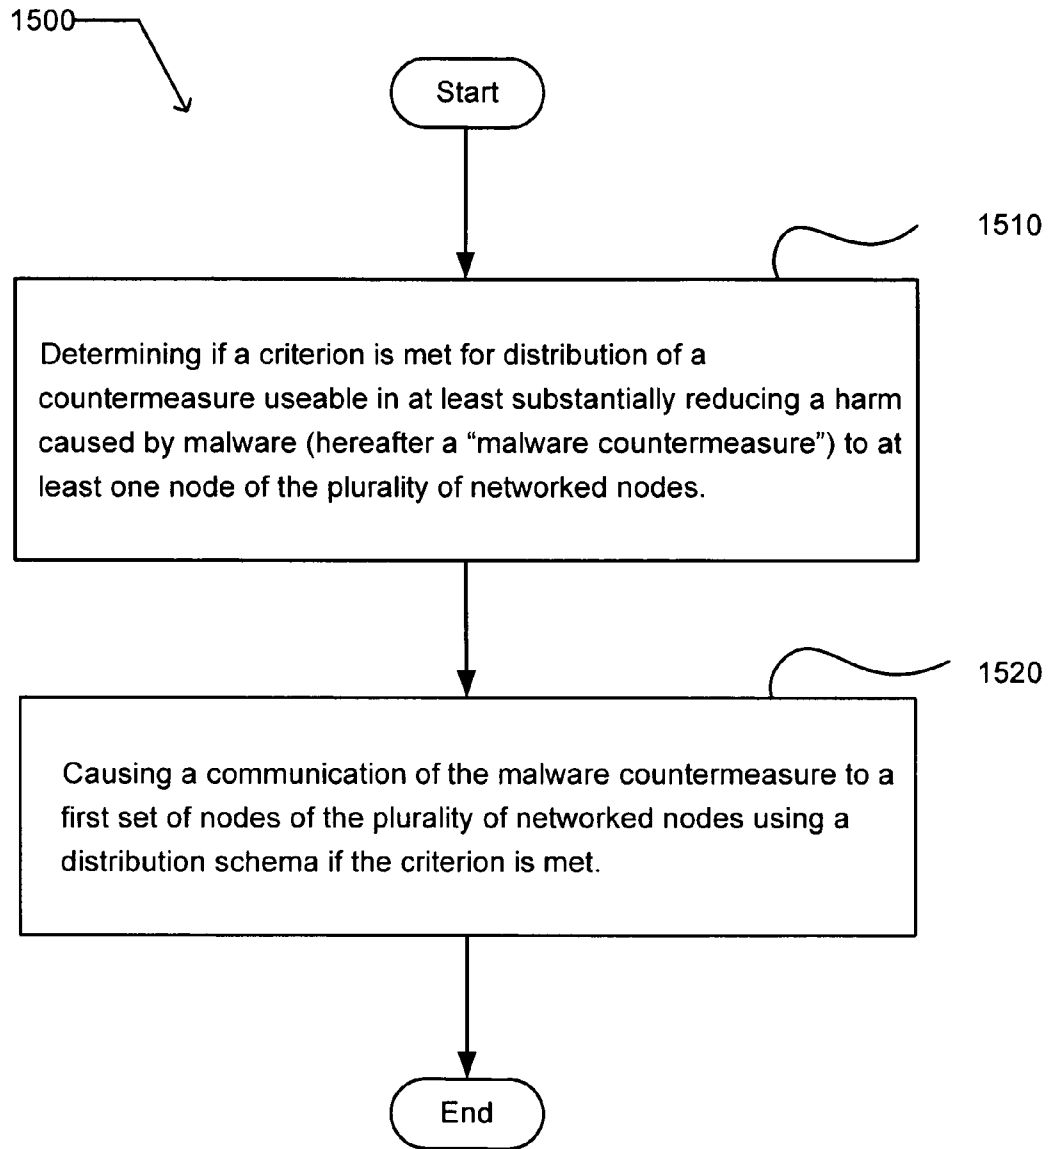 1500
Start
1510
Determining if a criterion is met for distribution of a
countermeasure useable in at least substantially reducing a harm
caused by malware (hereafter a “malware countermeasure”) to at
least one node of the plurality of networked nodes.
1520
Causing a communication of the malware countermeasure to a
first set of nodes of the plurality of networked nodes using a
distribution schema if the criterion is met.
End